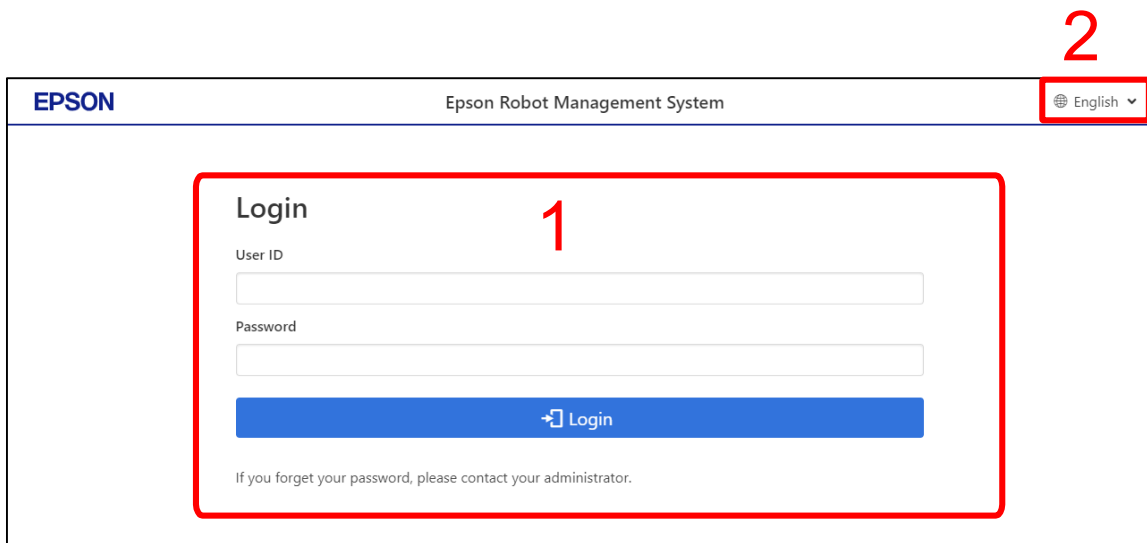 2
EPSON
Epson Robot Management System
English
1
Login
User ID
Password
Login
If you forget your password, please contact your administrator.